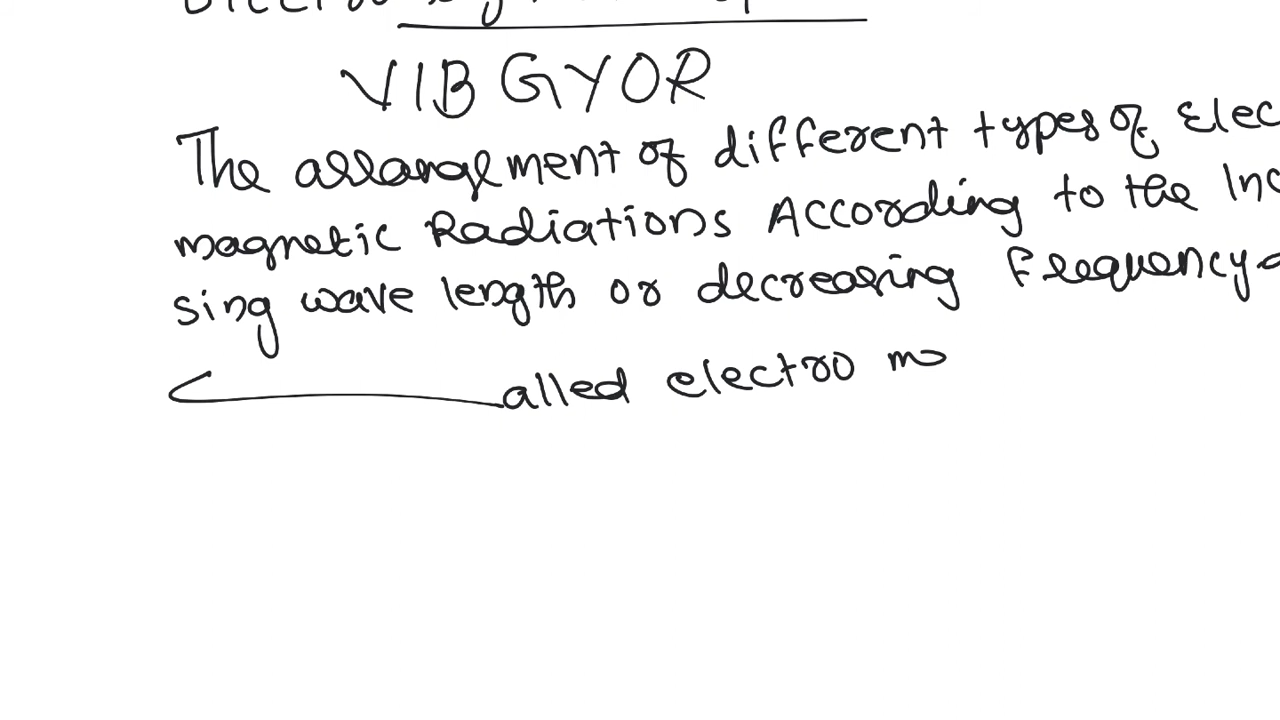 VIBGYOR
The arrangement of different types of Elec
magnetic Radiations According to the Inc
sing wave length or decreasing Frequency
called electro m